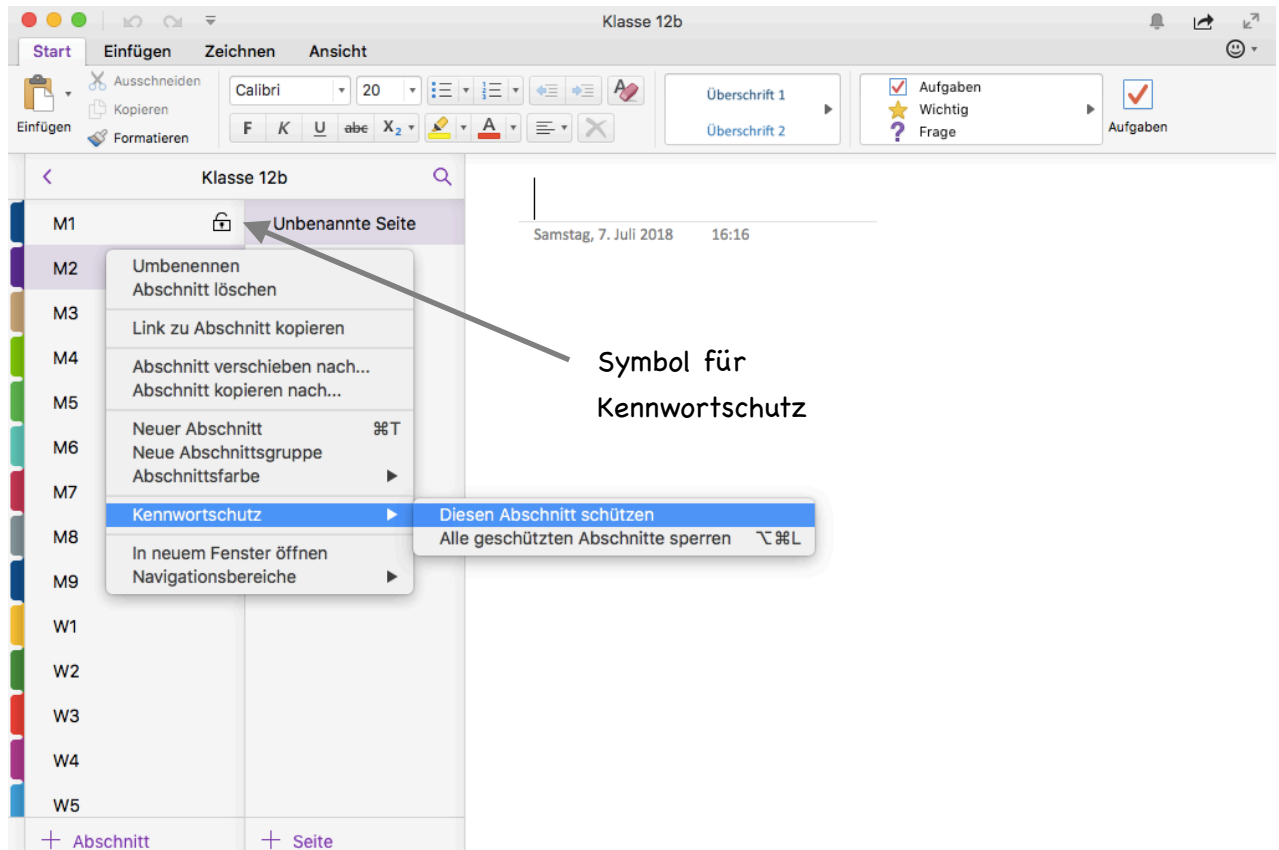 Klasse 12b
Start Einfügen Zeichnen Ansicht
Einfügen
Ausschneiden
Kopieren
Formatieren
Calibri 20
F K U abc X₂ A
Überschrift 1
Überschrift 2
Aufgaben
Wichtig
Frage
Aufgaben
Klasse 12b
M1
M2
M3
M4
M5
M6
M7
M8
M9
W1
W2
W3
W4
W5
+ Abschnitt
Unbenannte Seite
+ Seite
Umbenennen
Abschnitt löschen
Link zu Abschnitt kopieren
Abschnitt verschieben nach...
Abschnitt kopieren nach...
Neuer Abschnitt ⌘T
Neue Abschnittsgruppe
Abschnittsfarbe
Kennwortschutz
In neuem Fenster öffnen
Navigationsbereiche
Diesen Abschnitt schützen
Alle geschützten Abschnitte sperren ⌥⌘L
Samstag, 7. Juli 2018 16:16
Symbol für
Kennwortschutz